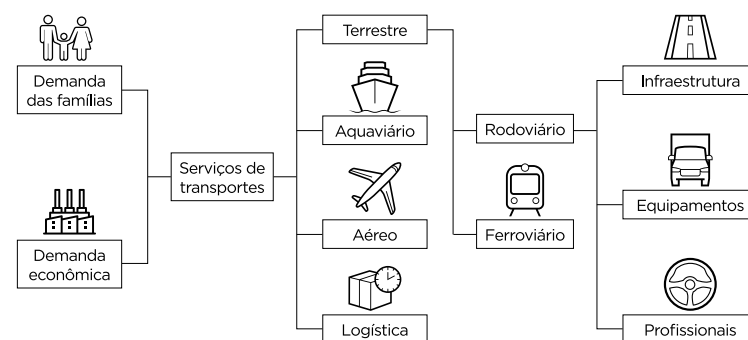 Demanda
das famílias
Demanda
econômica
Serviços de
transportes
Terrestre
Aquaviário
Aéreo
Logística
Rodoviário
Ferroviário
Infraestrutura
Equipamentos
Profissionais